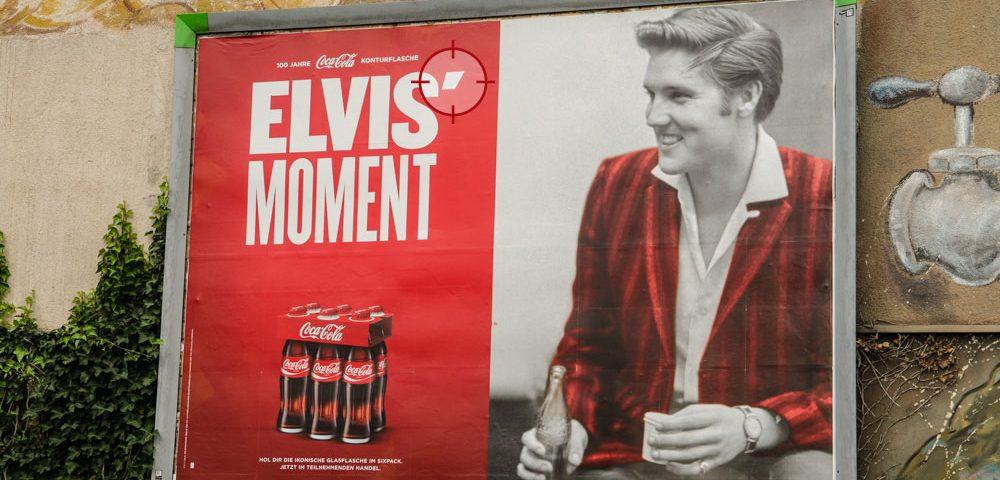 100 JAHRE Coca-Cola KONTURFLASCHE
ELVIS'
MOMENT
Coca-Cola
Coca-Cola Coca-Cola Coca-Cola
HOL DIR DIE IKONISCHE GLASFLASCHE IM SIXPACK.
JETZT IM TEILNEHMENDEN HANDEL.